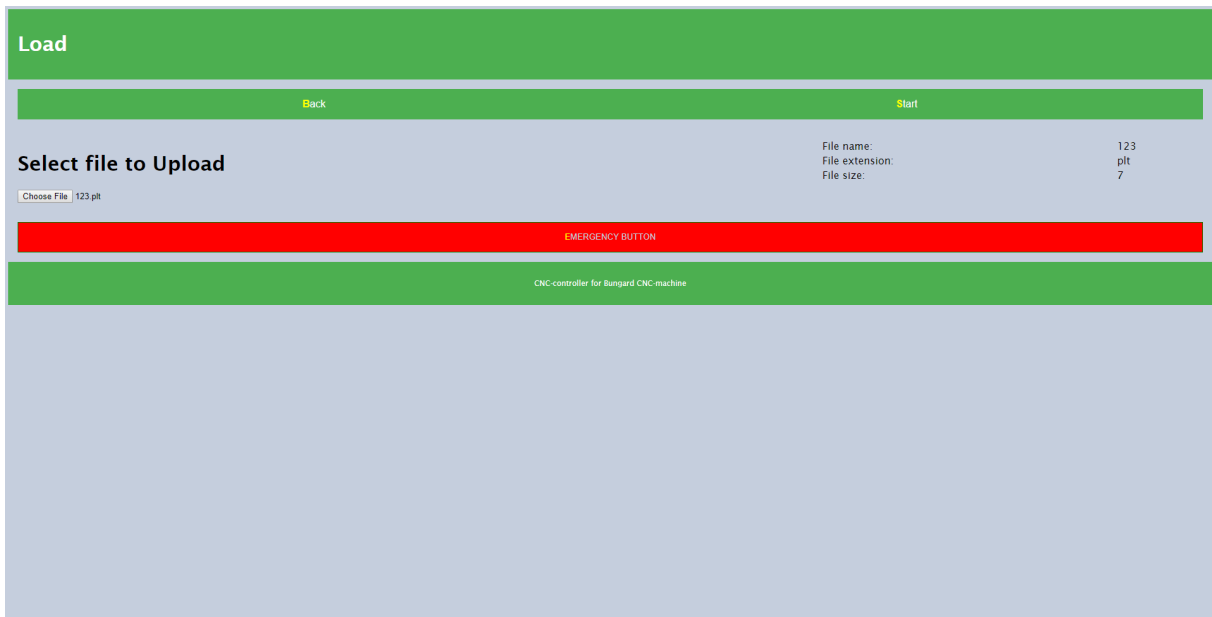 Load
Back Start
Select file to Upload
File name: 123
File extension: plt
File size: 7
Choose File 123.plt
EMERGENCY BUTTON
CNC-controller for Bungard CNC-machine